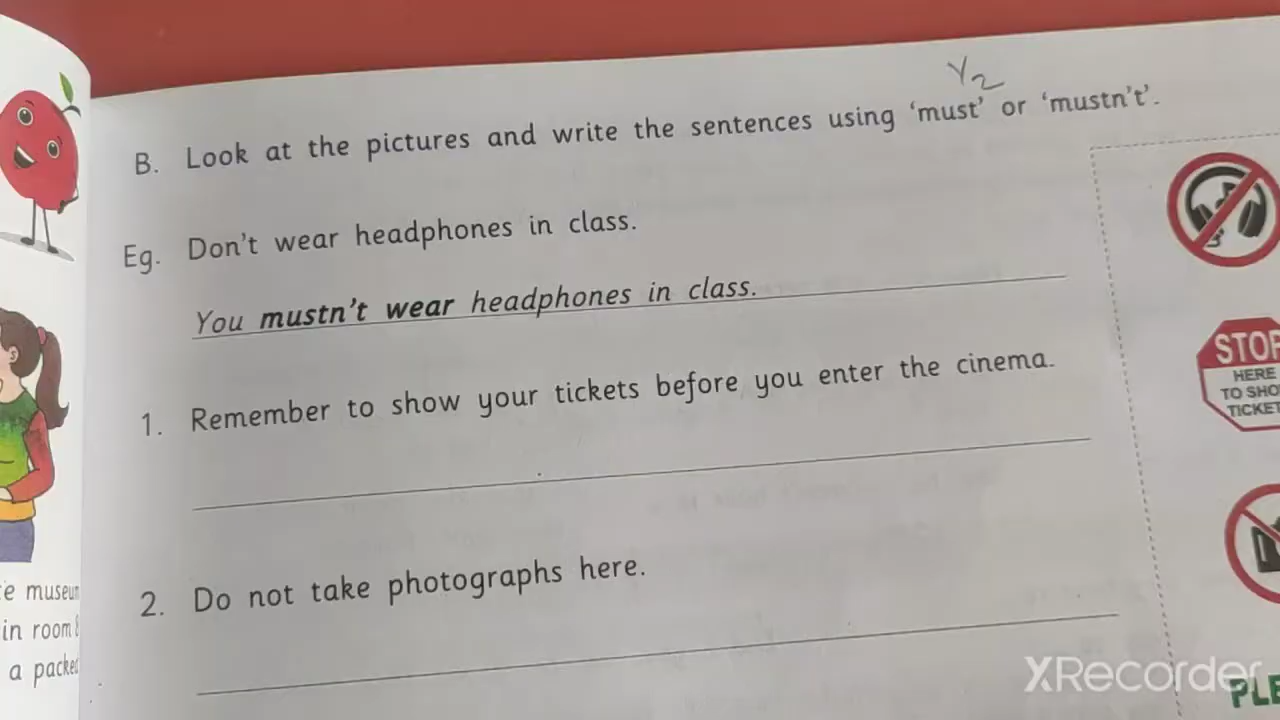 Y2
B. Look at the pictures and write the sentences using 'must' or 'mustn't'.
Eg. Don't wear headphones in class.
You mustn't wear headphones in class.
STOP
HERE
TO SHO
TICKET
1. Remember to show your tickets before you enter the cinema.
2. Do not take photographs here.
e museum
in room
a packed
XRecorder
PLE